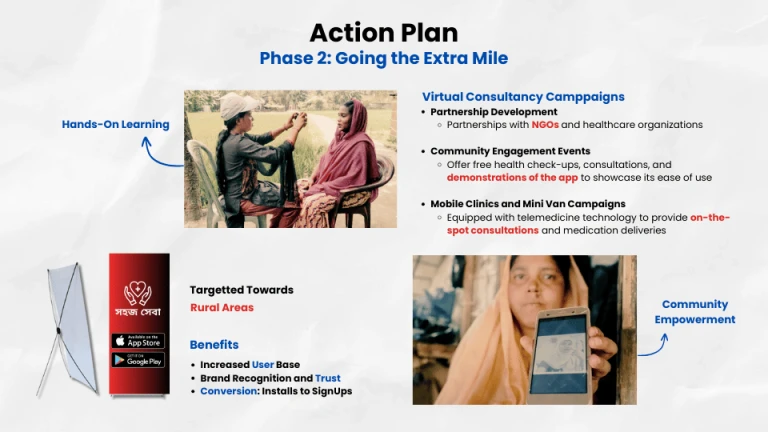 Action Plan
Phase 2: Going the Extra Mile
Hands-On Learning
Virtual Consultancy Camppaigns
• Partnership Development
○ Partnerships with NGOs and healthcare organizations
• Community Engagement Events
○ Offer free health check-ups, consultations, and
demonstrations of the app to showcase its ease of use
• Mobile Clinics and Mini Van Campaigns
○ Equipped with telemedicine technology to provide on-the-
spot consultations and medication deliveries
সহজ সেবা
Available on the
App Store
GET IT ON
Google Play
Targetted Towards
Rural Areas
Benefits
• Increased User Base
• Brand Recognition and Trust
• Conversion: Installs to SignUps
Community
Empowerment